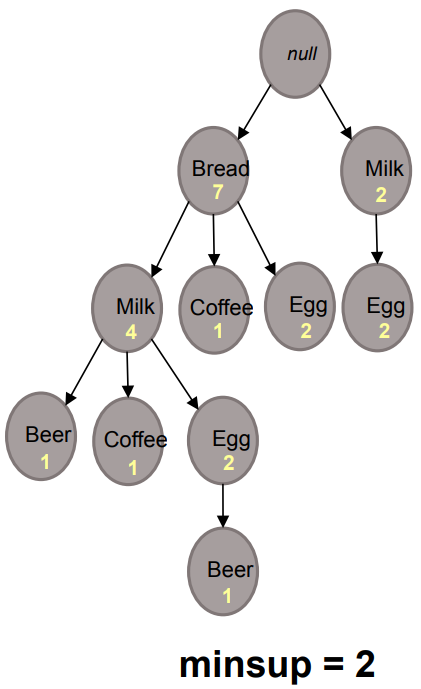 null
Bread
7
Milk
2
Milk
4
Coffee
1
Egg
2
Egg
2
Beer
1
Coffee
1
Egg
2
Beer
1
minsup = 2